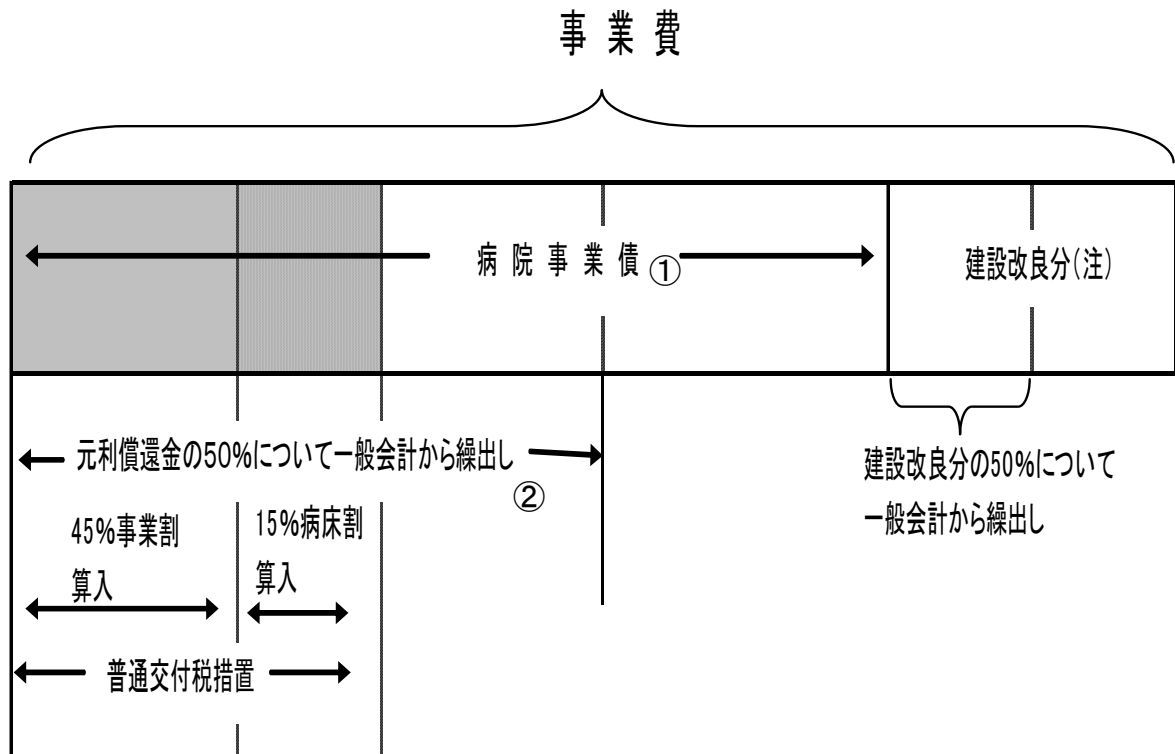 事業費
病院事業債①
建設改良分(注)
元利償還金の50%について一般会計から繰出し
②
建設改良分の50%について
一般会計から繰出し
45%事業割
算入
15%病床割
算入
普通交付税措置